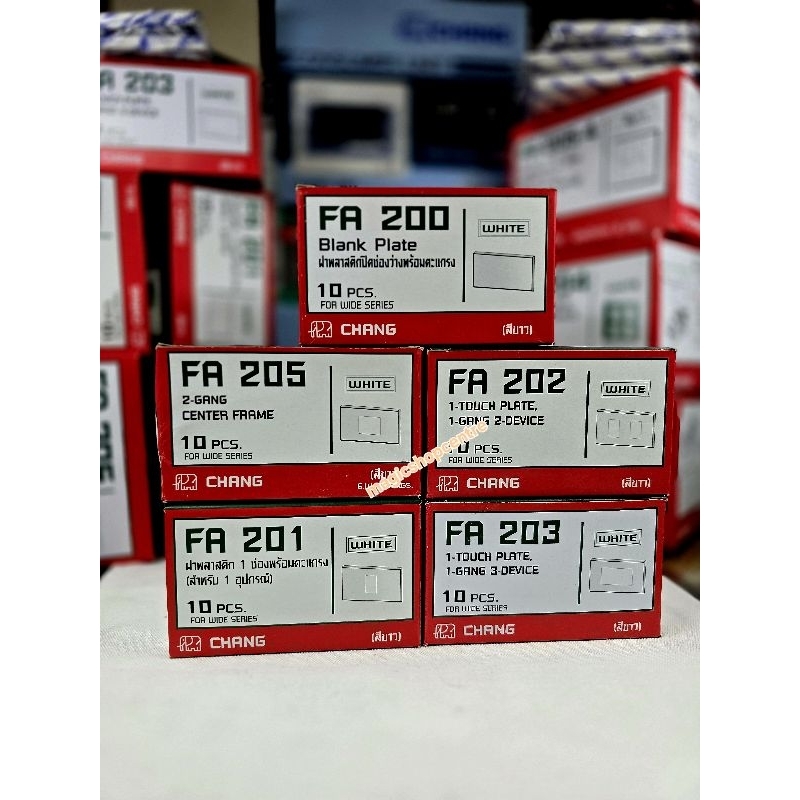 FA 203
WHITE
CHANG
FA 200
Blank Plate
ฝาพลาสติกปิดช่องว่างพร้อมตะแกรง
10 PCS.
FOR WIDE SERIES
WHITE
CHANG
(สีขาว)
FA 205
2-GANG
CENTER FRAME
10 PCS.
FOR WIDE SERIES
WHITE
CHANG
(สีขาว)
FA 202
1-TOUCH PLATE,
1-GANG 2-DEVICE
10 PCS.
FOR WIDE SERIES
WHITE
CHANG
(สีขาว)
magicshopcentre
FA 201
ฝาพลาสติก 1 ช่องพร้อมตะแกรง
(สำหรับ 1 อุปกรณ์)
10 PCS.
FOR WIDE SERIES
WHITE
CHANG
(สีขาว)
FA 203
1-TOUCH PLATE,
1-GANG 3-DEVICE
10 PCS.
FOR WIDE SERIES
WHITE
CHANG
(สีขาว)